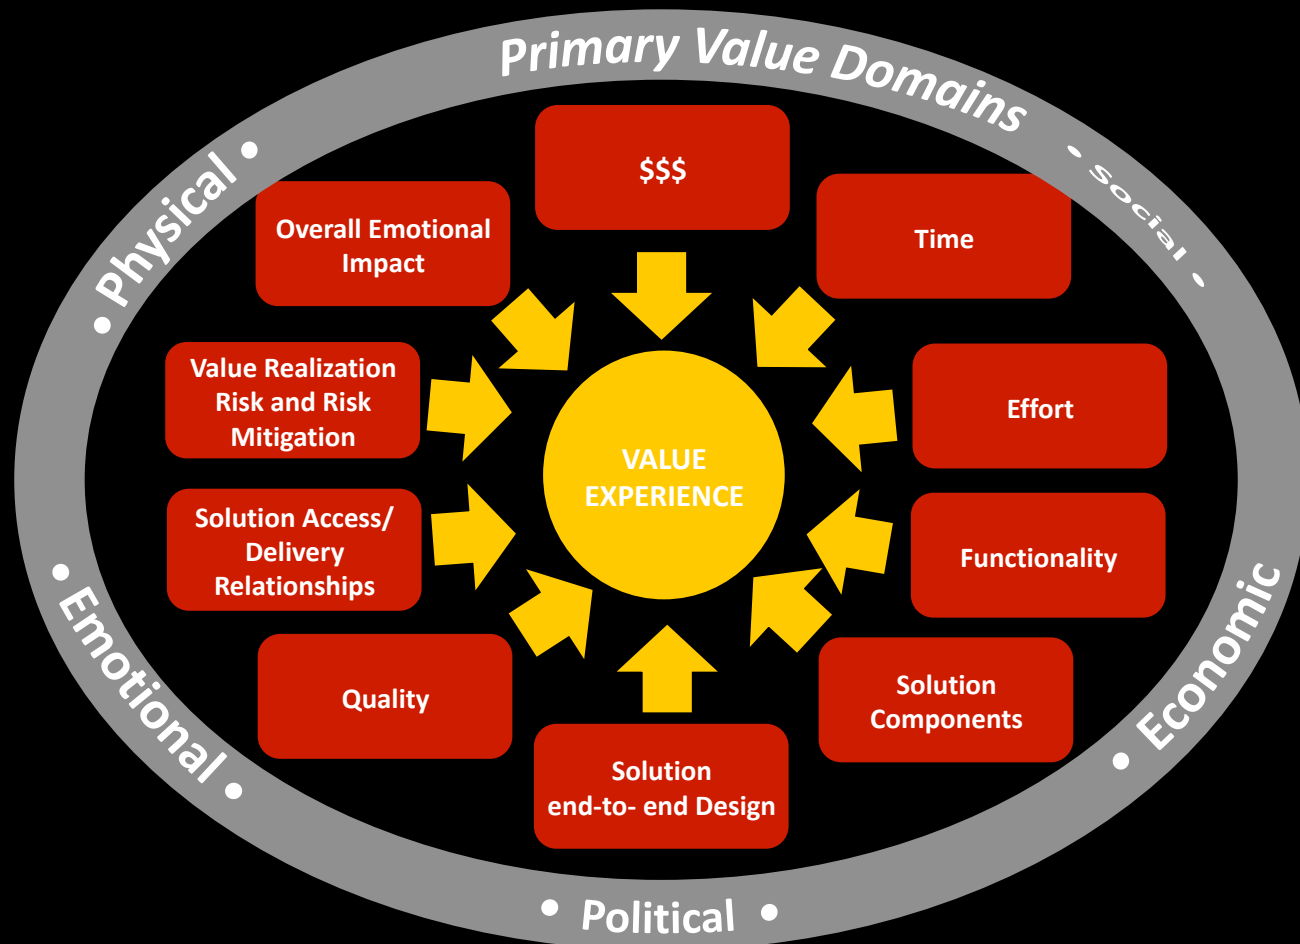 Primary Value Domains
• Social •
• Physical •
$$$
Time
Overall Emotional
Impact
Value Realization
Risk and Risk
Mitigation
Effort
VALUE
EXPERIENCE
Solution Access/
Delivery
Relationships
Functionality
Quality
Solution
Components
Solution
end-to- end Design
• Emotional •
• Economic
• Political •